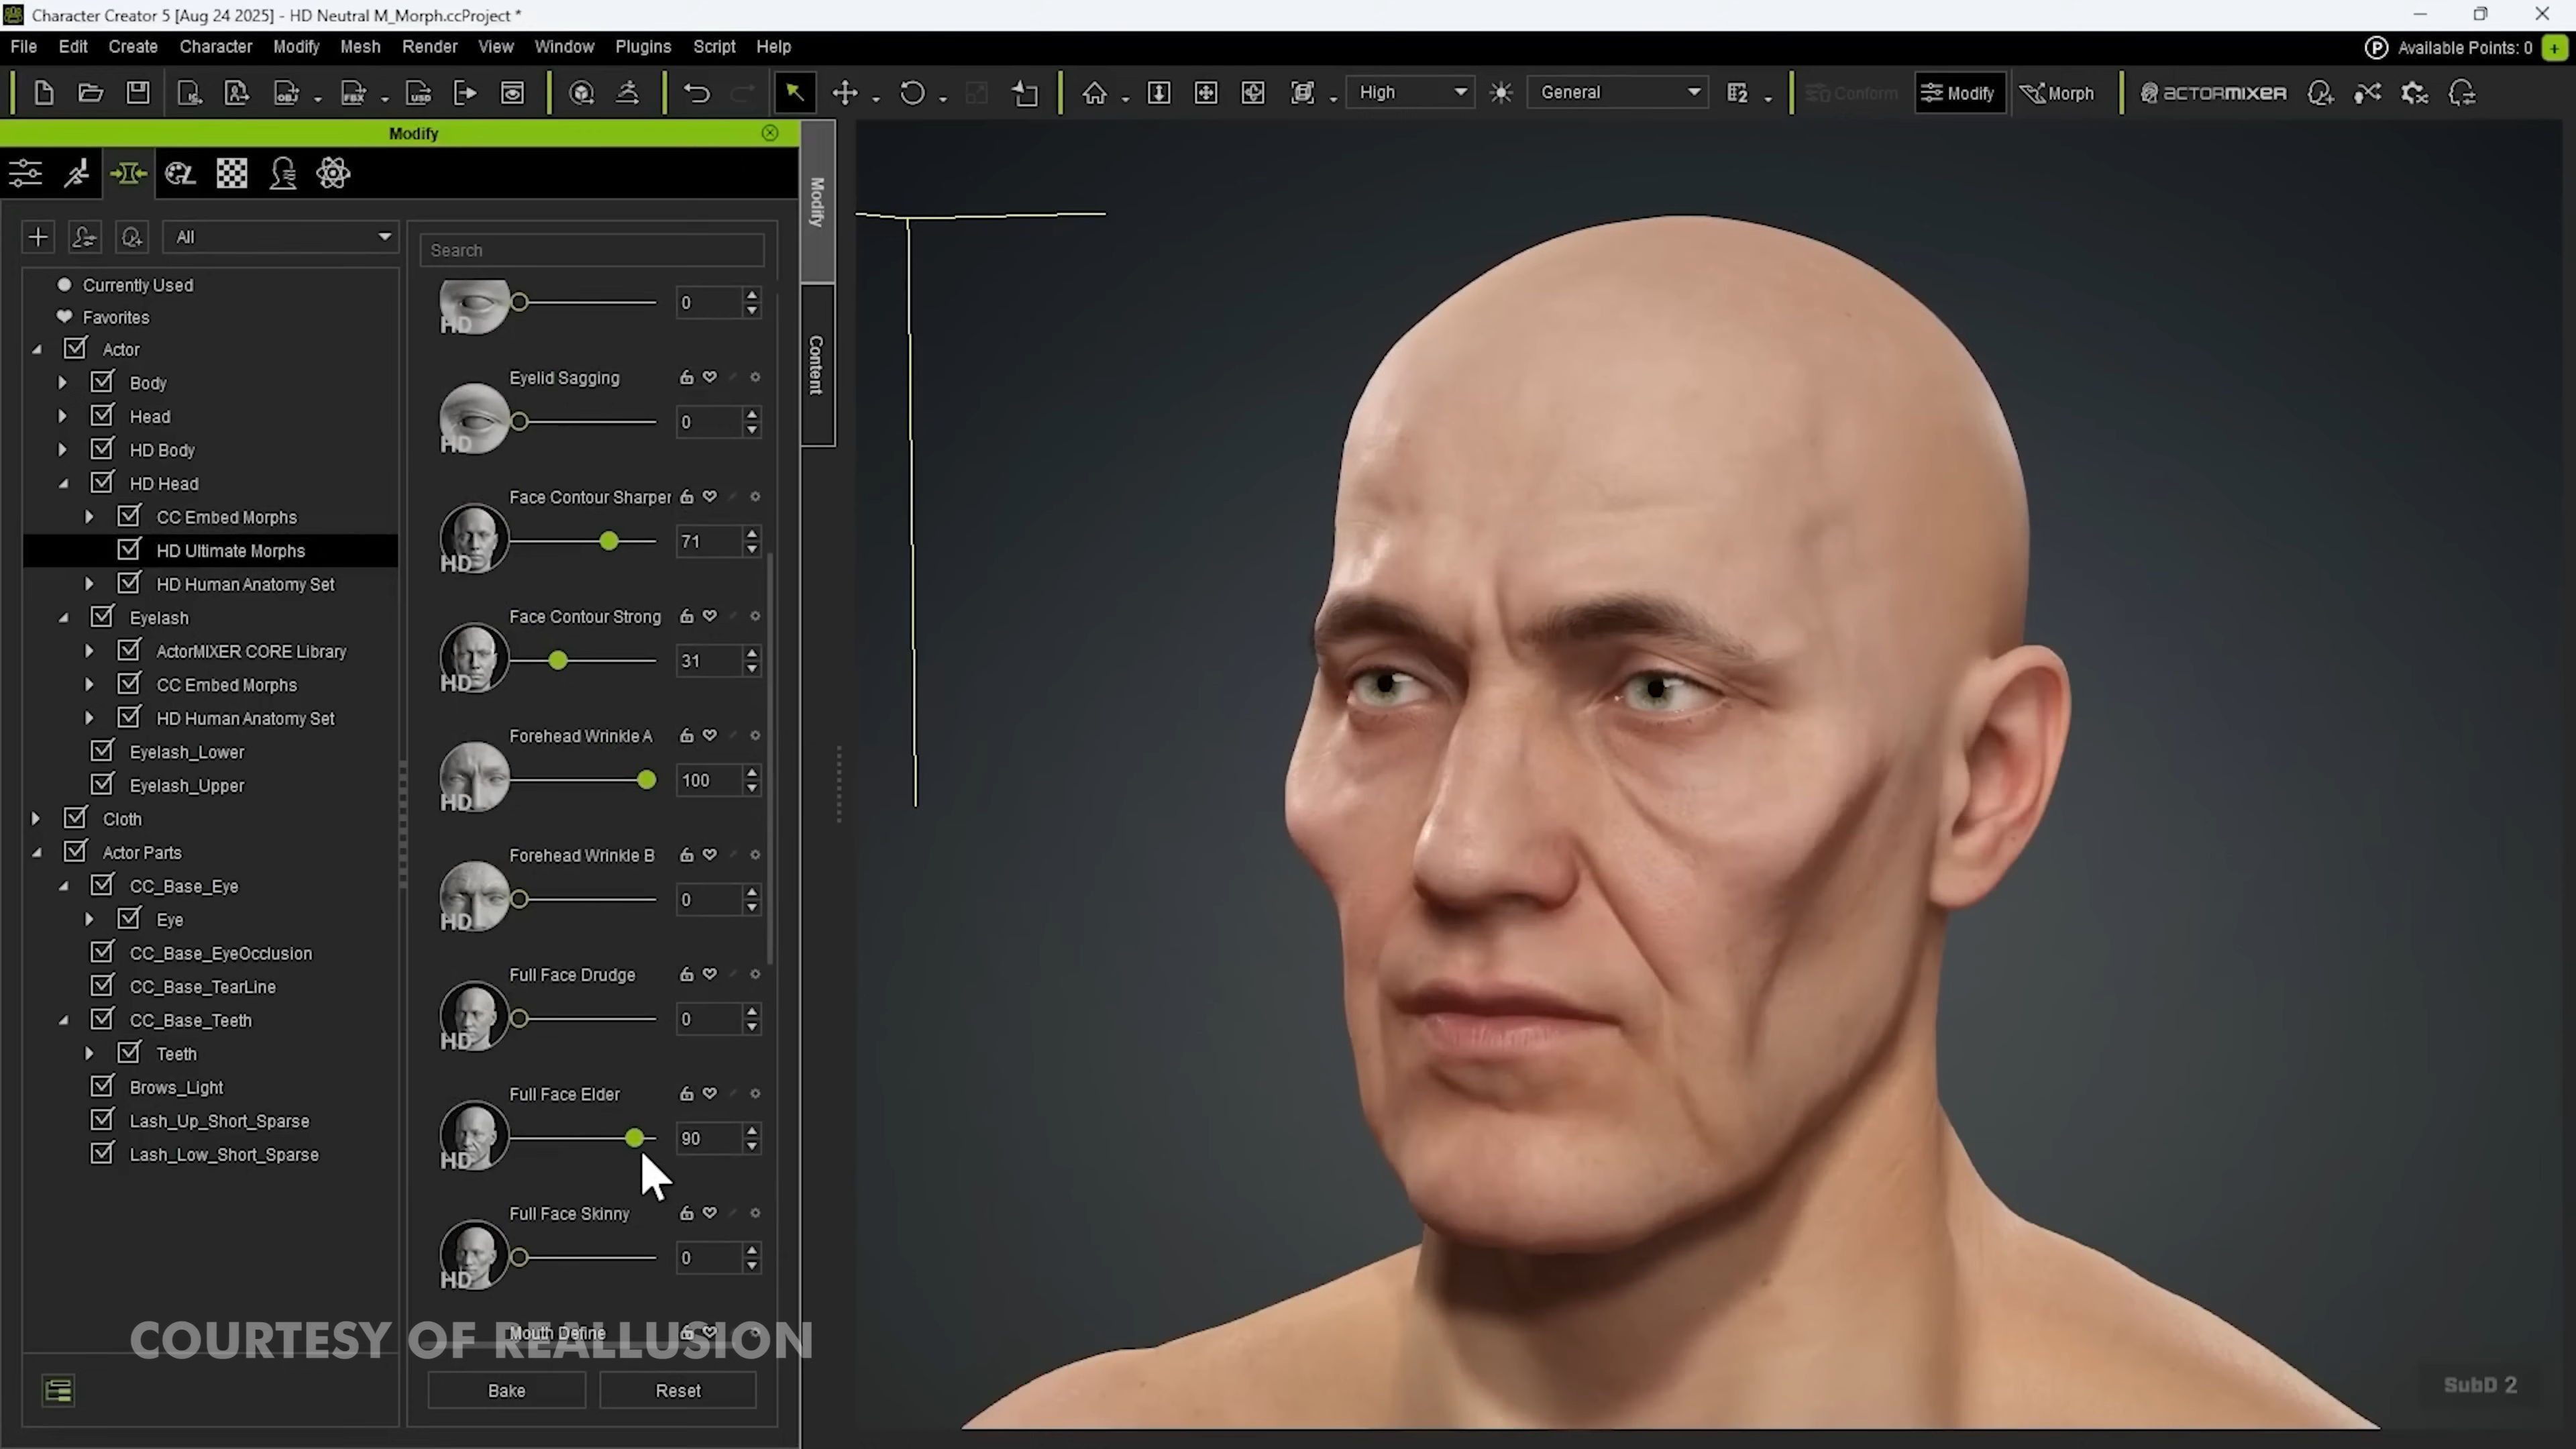 Character Creator 5 [Aug 24 2025] - HD Neutral M_Morph.ccProject *
File Edit Create Character Modify Mesh Render View Window Plugins Script Help
P Available Points: 0 +
OBJ FBX USD High General Conform Modify Morph ACTORMIXER
Modify
Modify
Content
All
Currently Used
Favorites
Actor
Body
Head
HD Body
HD Head
CC Embed Morphs
HD Ultimate Morphs
HD Human Anatomy Set
Eyelash
ActorMIXER CORE Library
CC Embed Morphs
HD Human Anatomy Set
Eyelash_Lower
Eyelash_Upper
Cloth
Actor Parts
CC_Base_Eye
Eye
CC_Base_EyeOcclusion
CC_Base_TearLine
CC_Base_Teeth
Teeth
Brows_Light
Lash_Up_Short_Sparse
Lash_Low_Short_Sparse
Search
HD 0
Eyelid Sagging
HD 0
Face Contour Sharper
HD 71
Face Contour Strong
HD 31
Forehead Wrinkle A
HD 100
Forehead Wrinkle B
HD 0
Full Face Drudge
HD 0
Full Face Elder
HD 90
Full Face Skinny
HD 0
Mouth Define
COURTESY OF REALLUSION
Bake Reset
SubD 2